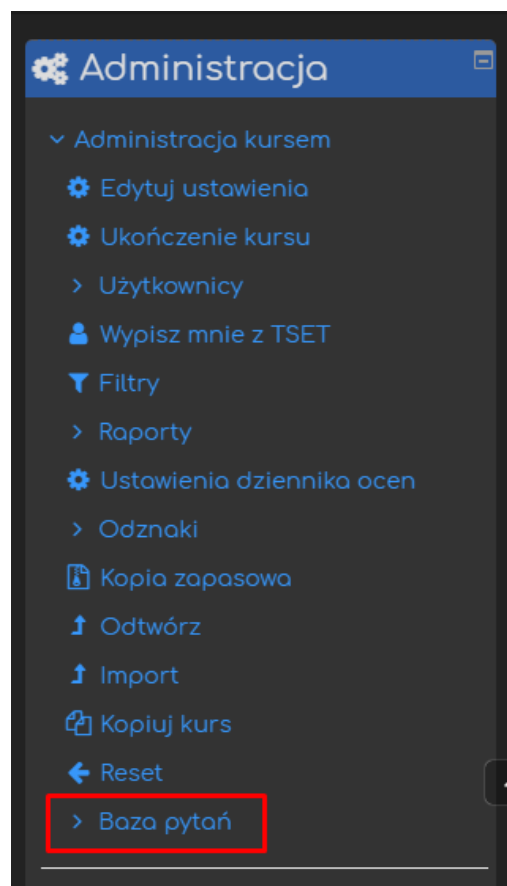 Administracja
Administracja kursem
Edytuj ustawienia
Ukończenie kursu
Użytkownicy
Wypisz mnie z TSET
Filtry
Raporty
Ustawienia dziennika ocen
Odznaki
Kopia zapasowa
Odtwórz
Import
Kopiuj kurs
Reset
Baza pytań